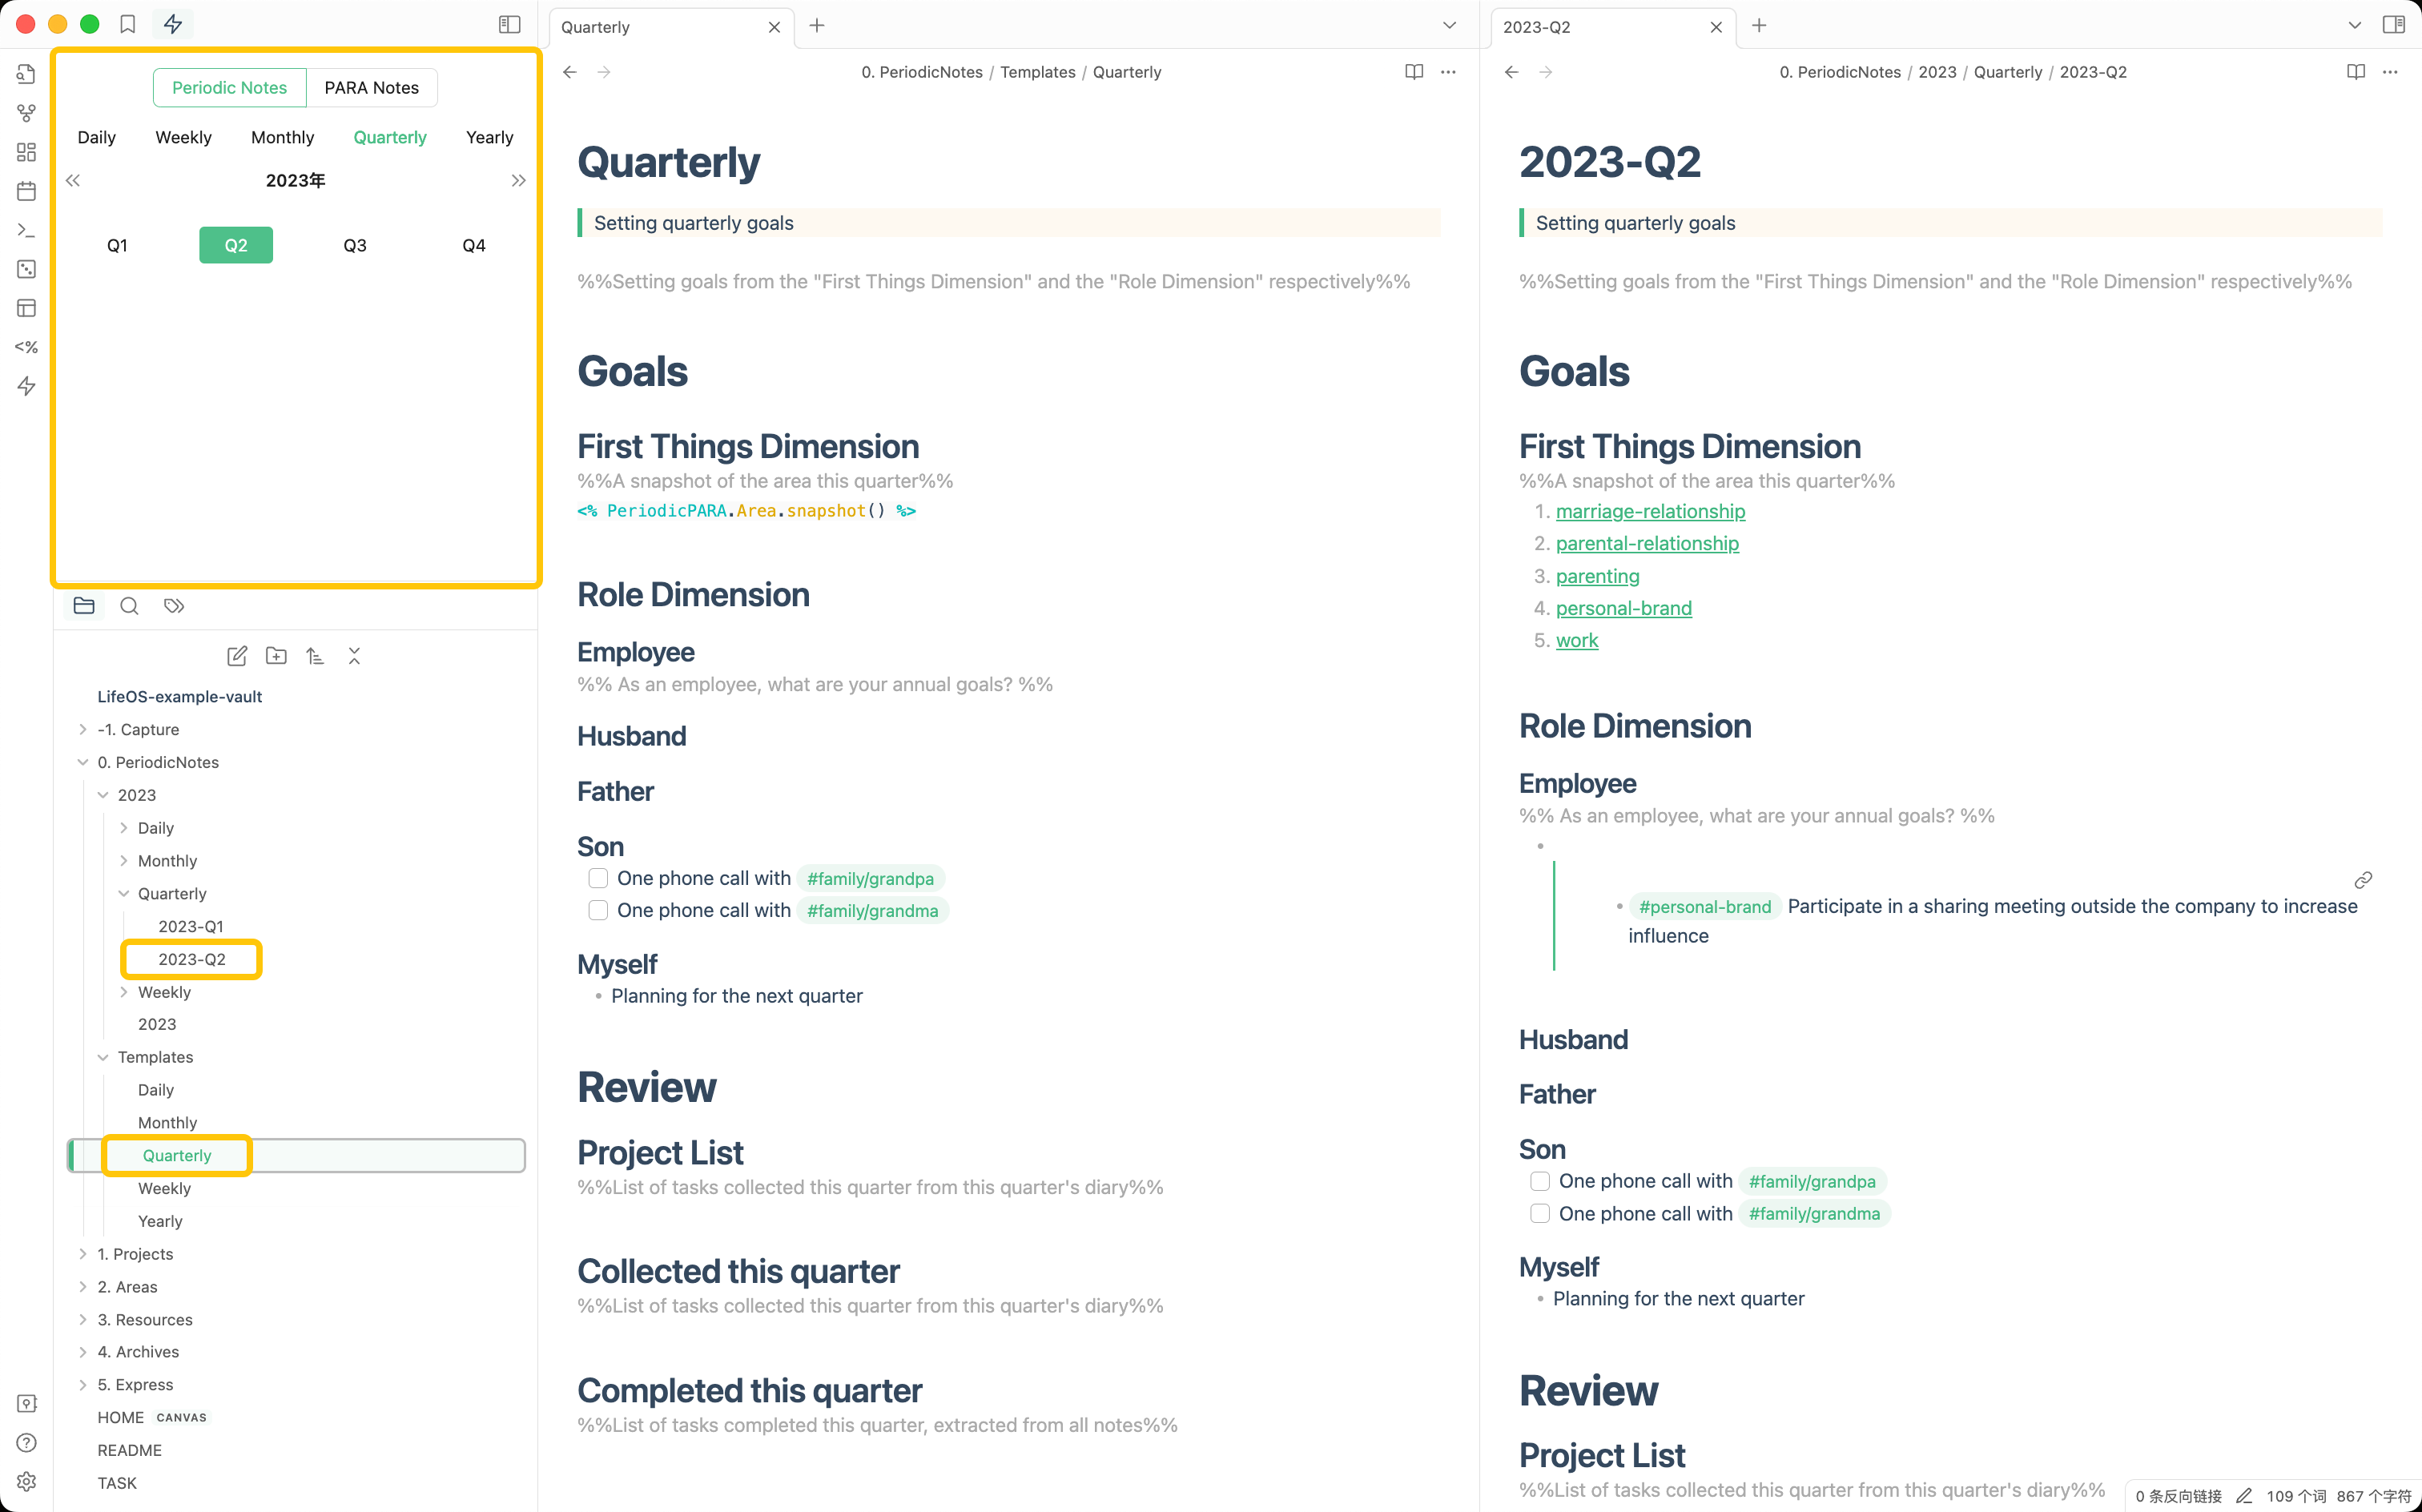 Periodic Notes PARA Notes
Daily Weekly Monthly Quarterly Yearly
2023年
Q1 Q2 Q3 Q4
<%
LifeOS-example-vault
-1. Capture
0. PeriodicNotes
2023
Daily
Monthly
Quarterly
2023-Q1
2023-Q2
Weekly
2023
Templates
Daily
Monthly
Quarterly
Weekly
Yearly
1. Projects
2. Areas
3. Resources
4. Archives
5. Express
HOME CANVAS
README
TASK
Quarterly
0. PeriodicNotes / Templates / Quarterly
Quarterly
Setting quarterly goals
%%Setting goals from the "First Things Dimension" and the "Role Dimension" respectively%%
Goals
First Things Dimension
%%A snapshot of the area this quarter%%
<% PeriodicPARA.Area.snapshot() %>
Role Dimension
Employee
%% As an employee, what are your annual goals? %%
Husband
Father
Son
One phone call with #family/grandpa
One phone call with #family/grandma
Myself
• Planning for the next quarter
Review
Project List
%%List of tasks collected this quarter from this quarter's diary%%
Collected this quarter
%%List of tasks collected this quarter from this quarter's diary%%
Completed this quarter
%%List of tasks completed this quarter, extracted from all notes%%
2023-Q2
0. PeriodicNotes / 2023 / Quarterly / 2023-Q2
2023-Q2
Setting quarterly goals
%%Setting goals from the "First Things Dimension" and the "Role Dimension" respectively%%
Goals
First Things Dimension
%%A snapshot of the area this quarter%%
1. marriage-relationship
2. parental-relationship
3. parenting
4. personal-brand
5. work
Role Dimension
Employee
%% As an employee, what are your annual goals? %%
• #personal-brand Participate in a sharing meeting outside the company to increase
influence
Husband
Father
Son
One phone call with #family/grandpa
One phone call with #family/grandma
Myself
• Planning for the next quarter
Review
Project List
%%List of tasks collected this quarter from this quarter's diary%%
0 条反向链接 109 个词 867 个字符